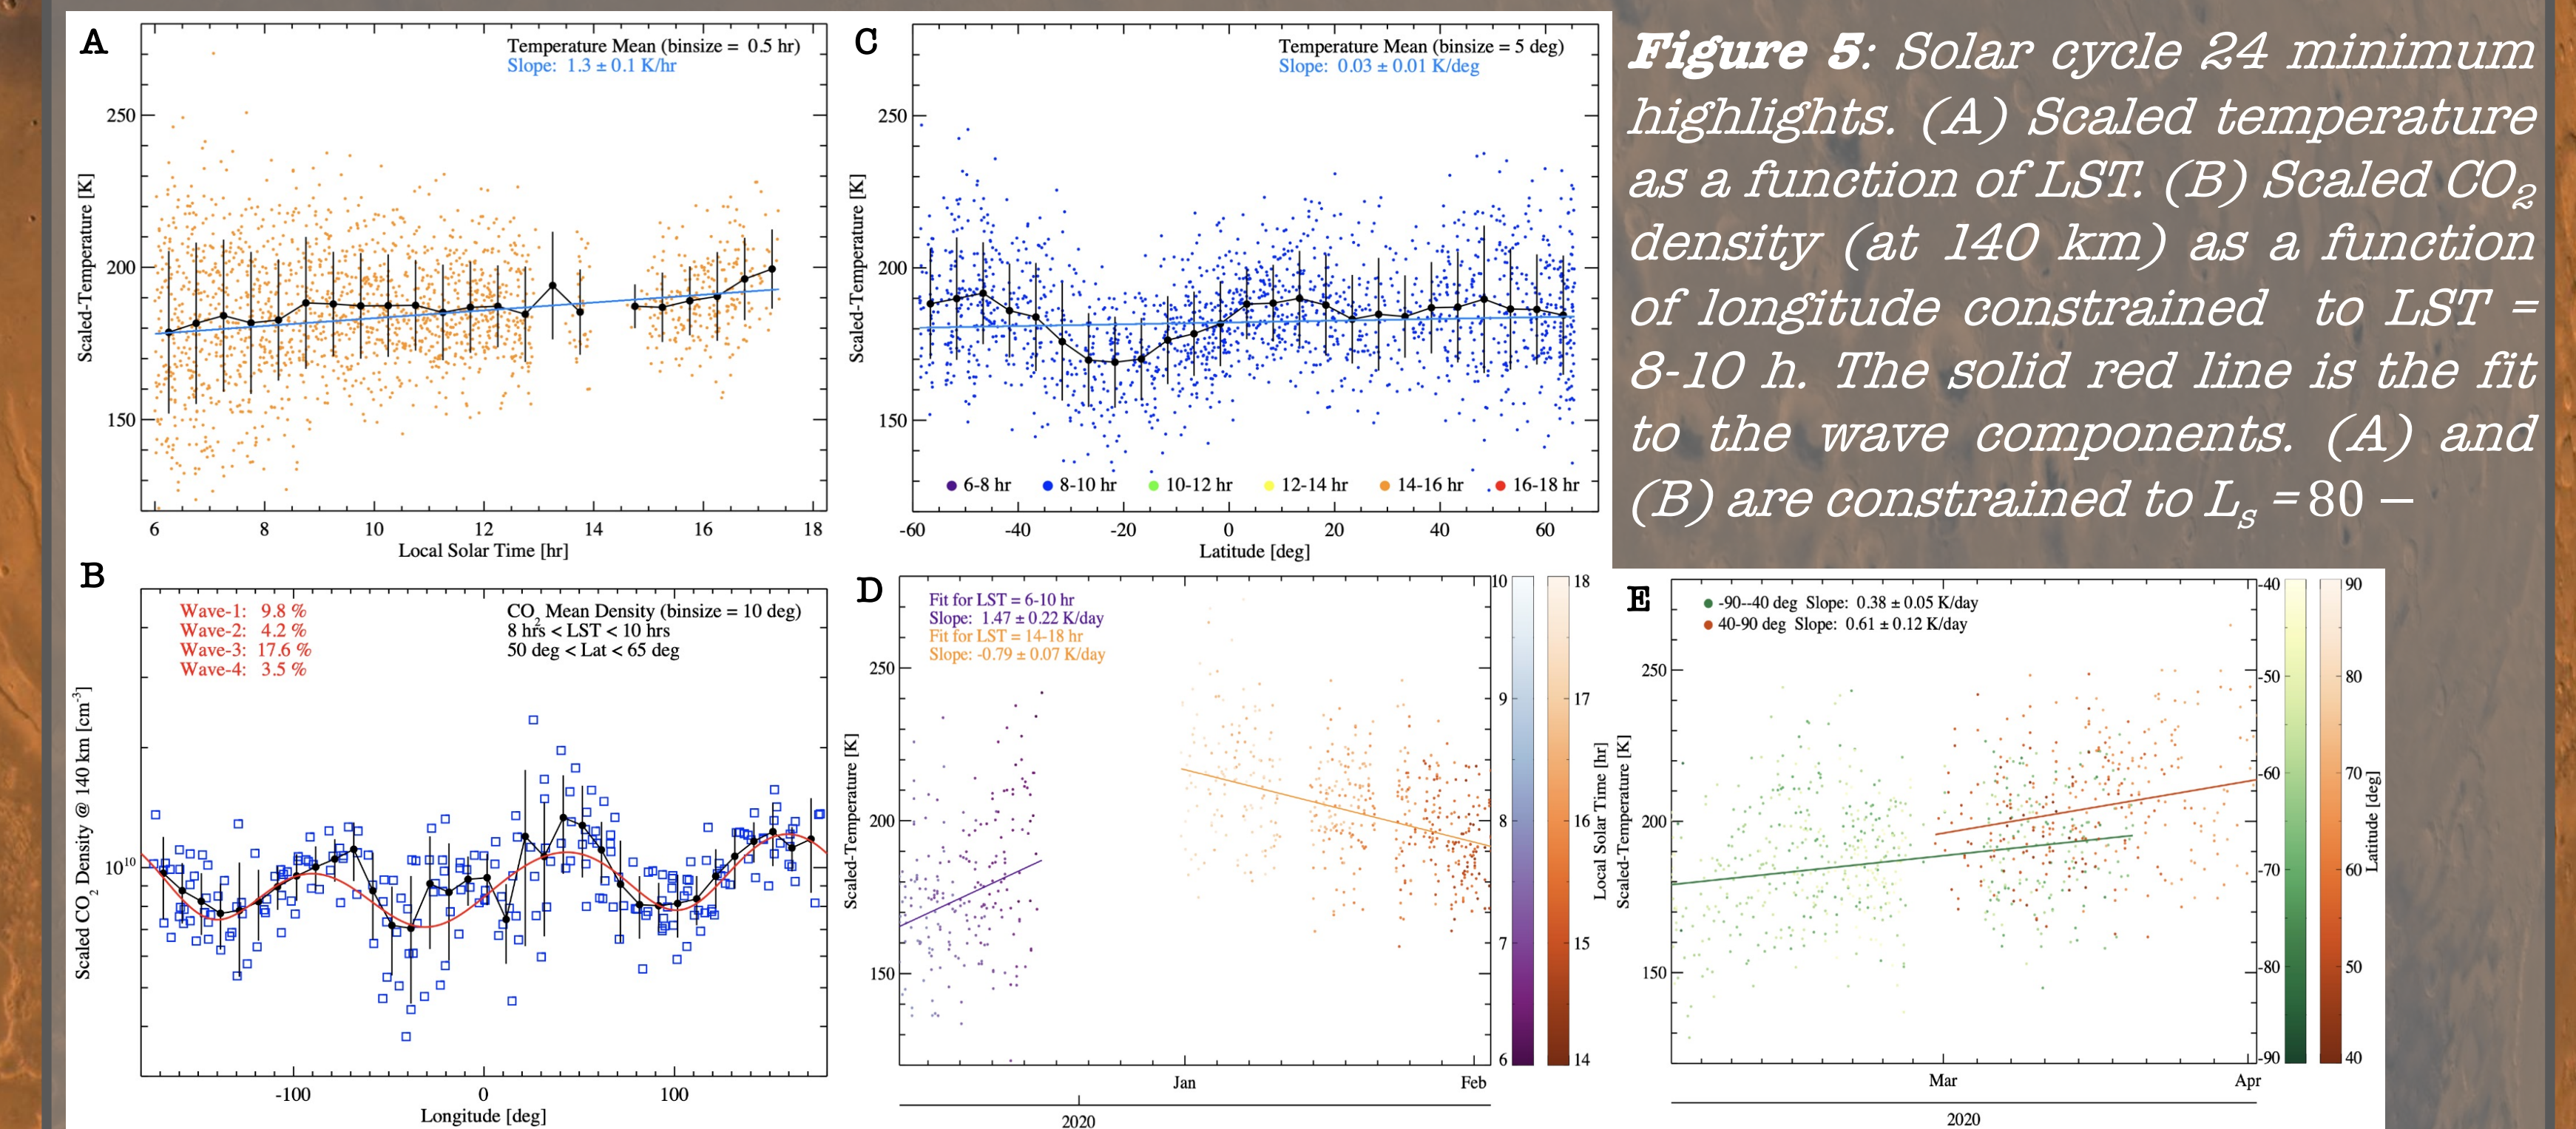 A
Temperature Mean (binsize = 0.5 hr)
Slope: 1.3 ± 0.1 K/hr
Scaled-Temperature [K]
250
200
150
6 8 10 12 14 16 18
Local Solar Time [hr]
C
Temperature Mean (binsize = 5 deg)
Slope: 0.03 ± 0.01 K/deg
Scaled-Temperature [K]
250
200
150
6-8 hr 8-10 hr 10-12 hr 12-14 hr 14-16 hr 16-18 hr
-60 -40 -20 0 20 40 60
Latitude [deg]
Figure 5: Solar cycle 24 minimum
highlights. (A) Scaled temperature
as a function of LST. (B) Scaled CO₂
density (at 140 km) as a function
of longitude constrained to LST =
8-10 h. The solid red line is the fit
to the wave components. (A) and
(B) are constrained to Lₛ = 80 –
B
Wave-1: 9.8 %
Wave-2: 4.2 %
Wave-3: 17.6 %
Wave-4: 3.5 %
CO₂ Mean Density (binsize = 10 deg)
8 hrs < LST < 10 hrs
50 deg < Lat < 65 deg
Scaled CO₂ Density @ 140 km [cm⁻³]
10¹⁰
-100 0 100
Longitude [deg]
D
Fit for LST = 6-10 hr
Slope: 1.47 ± 0.22 K/day
Fit for LST = 14-18 hr
Slope: -0.79 ± 0.07 K/day
Scaled-Temperature [K]
250
200
150
Jan Feb
2020
10
9
8
7
6
18
17
16
15
14
Local Solar Time [hr]
E
-90--40 deg Slope: 0.38 ± 0.05 K/day
40-90 deg Slope: 0.61 ± 0.12 K/day
Scaled-Temperature [K]
250
200
150
Mar Apr
2020
-40
-50
-60
-70
-80
-90
90
80
70
60
50
40
Latitude [deg]